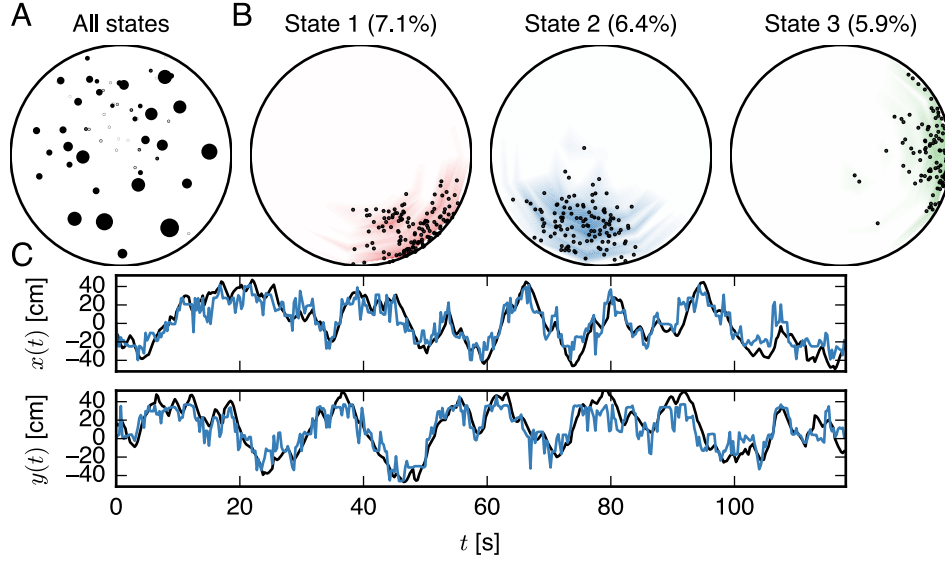 A
All states
B
State 1 (7.1%)
State 2 (6.4%)
State 3 (5.9%)
C
x(t) [cm]
40
20
0
−20
−40
y(t) [cm]
40
20
0
−20
−40
0
20
40
60
80
100
t [s]